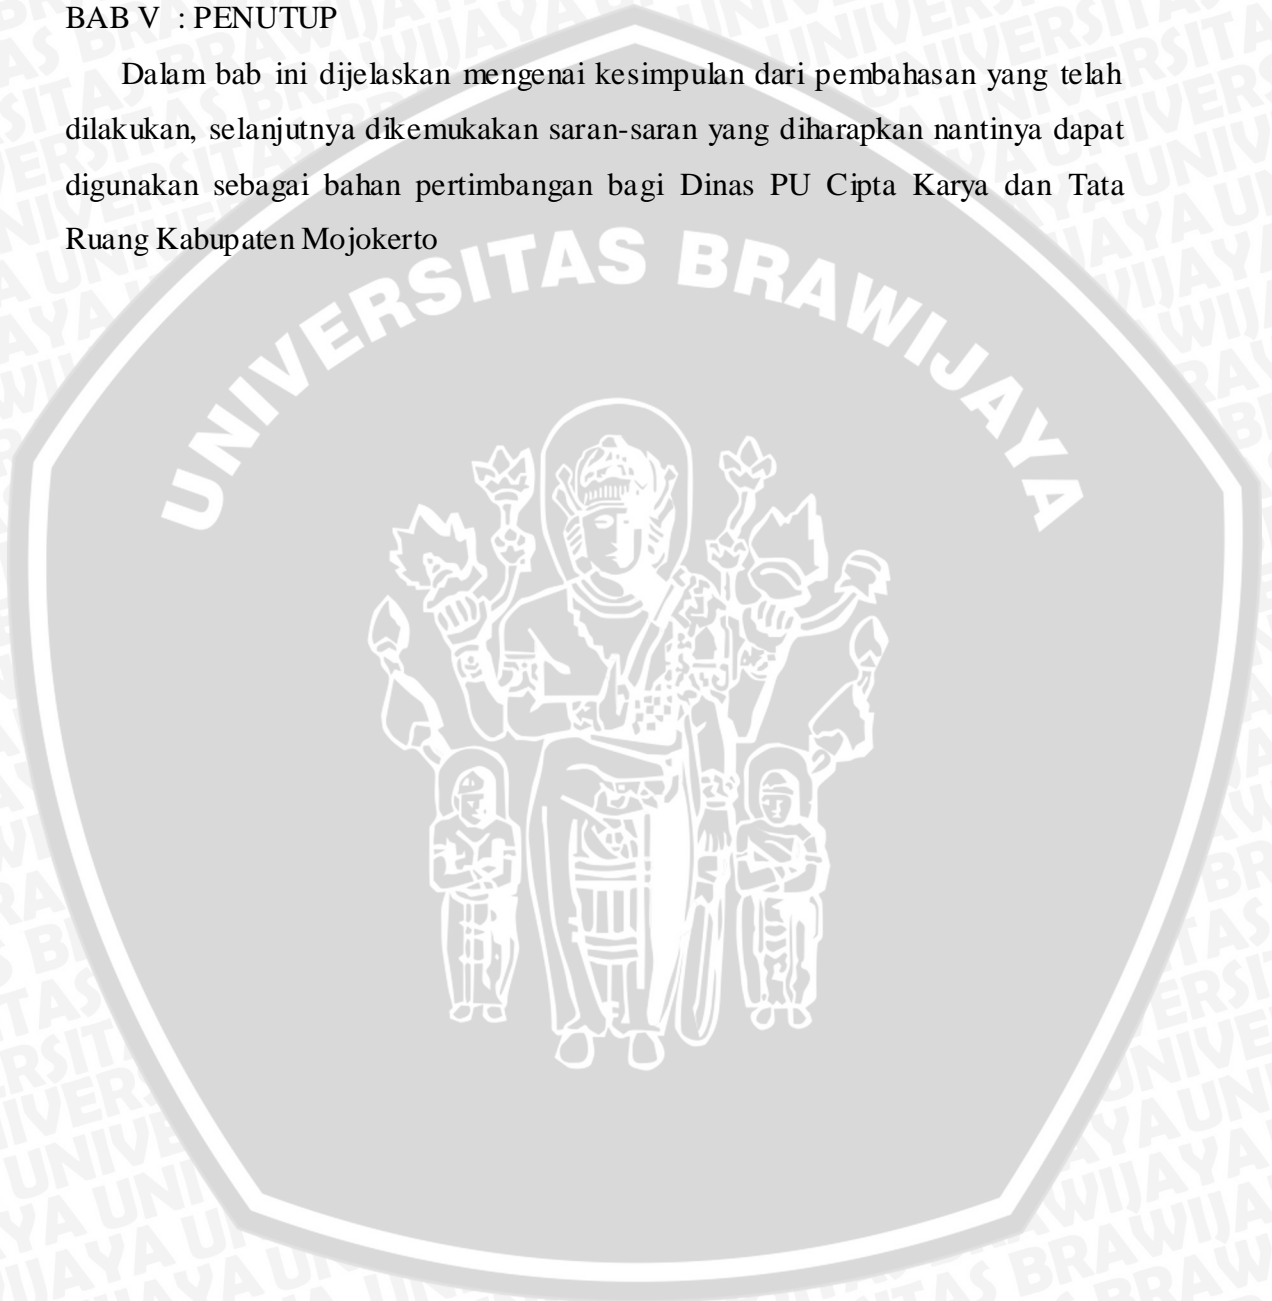 BAB V : PENUTUP
Dalam bab ini dijelaskan mengenai kesimpulan dari pembahasan yang telah
dilakukan, selanjutnya dikemukakan saran-saran yang diharapkan nantinya dapat
digunakan sebagai bahan pertimbangan bagi Dinas PU Cipta Karya dan Tata
Ruang Kabupaten Mojokerto
UNIVERSITAS BRAWIJAYA